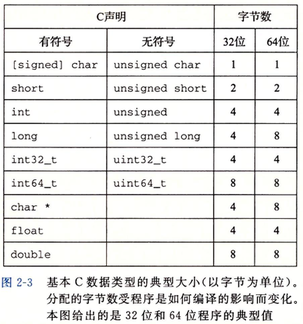 C声明 字节数
有符号 无符号 32位 64位
[signed] char unsigned char 1 1
short unsigned short 2 2
int unsigned 4 4
long unsigned long 4 8
int32_t uint32_t 4 4
int64_t uint64_t 8 8
char * 4 8
float 4 4
double 8 8
图 2-3 基本 C 数据类型的典型大小(以字节为单位)。
分配的字节数受程序是如何编译的影响而变化。
本图给出的是 32 位和 64 位程序的典型值